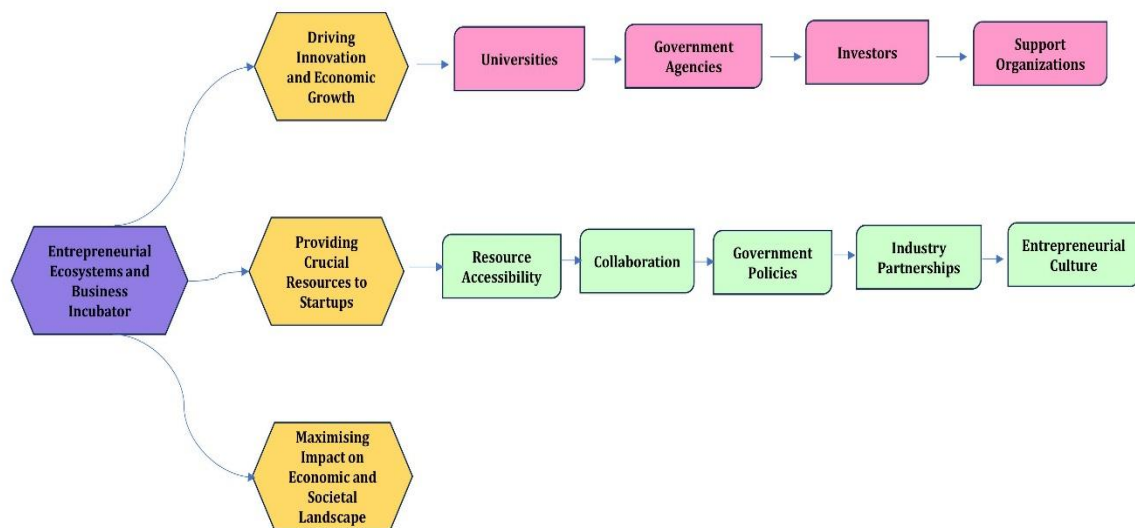 Driving
Innovation
and Economic
Growth
Universities
Government
Agencies
Investors
Support
Organizations
Entrepreneurial
Ecosystems and
Business
Incubator
Providing
Crucial
Resources to
Startups
Resource
Accessibility
Collaboration
Government
Policies
Industry
Partnerships
Entrepreneurial
Culture
Maximising
Impact on
Economic and
Societal
Landscape